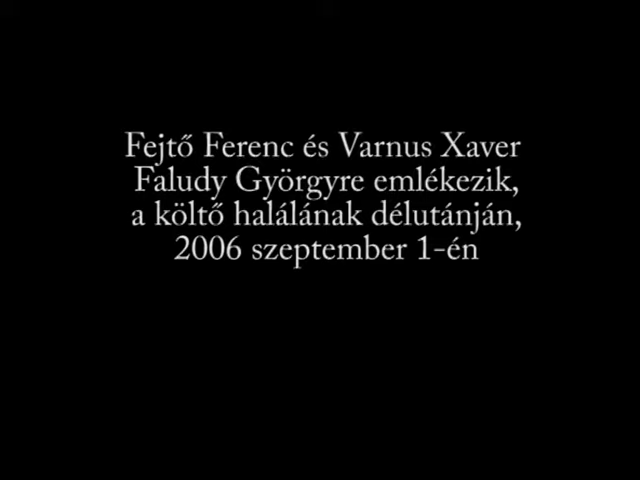 Fejtő Ferenc és Varnus Xaver
Faludy Györgyre emlékezik,
a költő halálának délutánján,
2006 szeptember 1-én